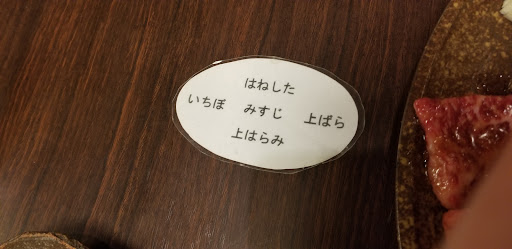 はねした
いちぼ みすじ 上ばら
上はらみ